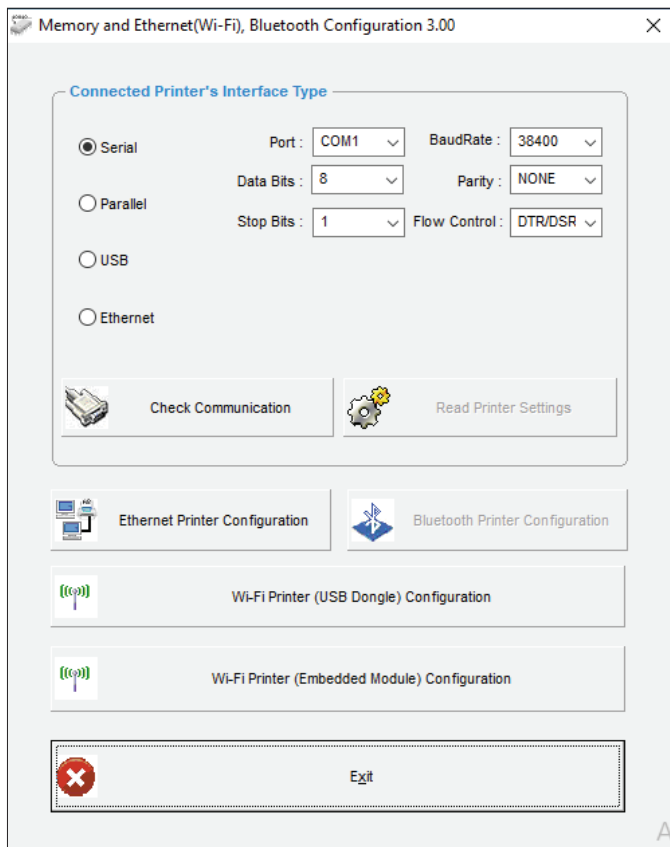 Memory and Ethernet(Wi-Fi), Bluetooth Configuration 3.00
Connected Printer's Interface Type
Serial Port : COM1 BaudRate : 38400
Data Bits : 8 Parity : NONE
Parallel
Stop Bits : 1 Flow Control : DTR/DSR
USB
Ethernet
Check Communication Read Printer Settings
Ethernet Printer Configuration Bluetooth Printer Configuration
Wi-Fi Printer (USB Dongle) Configuration
Wi-Fi Printer (Embedded Module) Configuration
Exit
A